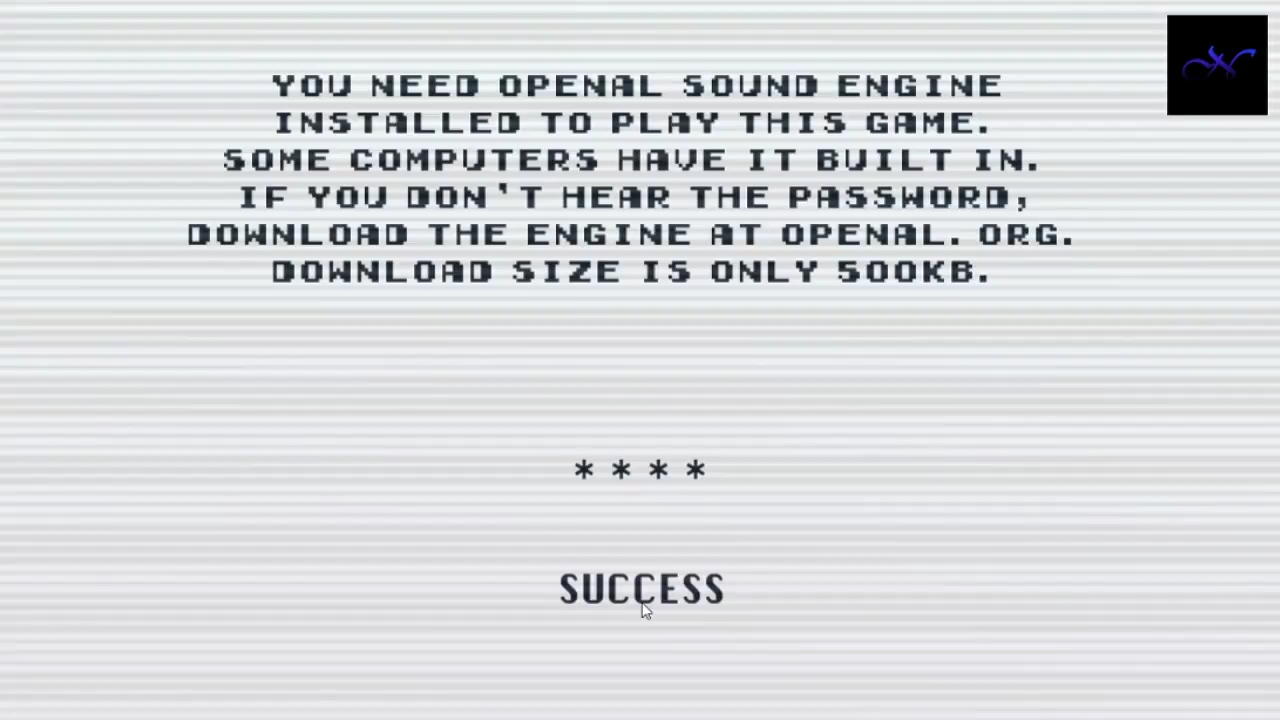 YOU NEED OPENAL SOUND ENGINE
INSTALLED TO PLAY THIS GAME.
SOME COMPUTERS HAVE IT BUILT IN.
IF YOU DON'T HEAR THE PASSWORD,
DOWNLOAD THE ENGINE AT OPENAL. ORG.
DOWNLOAD SIZE IS ONLY 500KB.
* * * *
SUCCESS